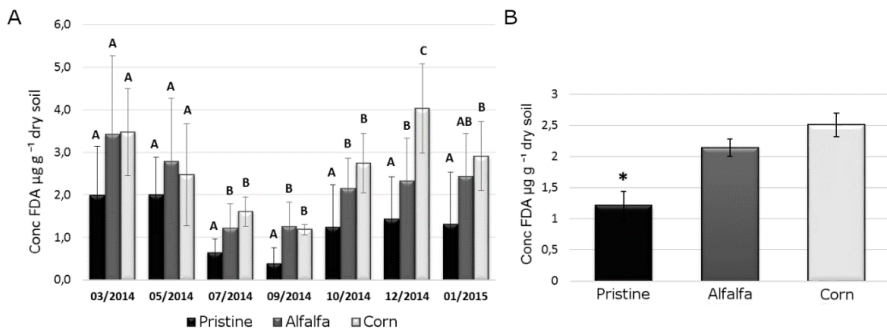 A
Conc FDA µg g ⁻¹ dry soil
6,0
5,0
4,0
3,0
2,0
1,0
0,0
A A A
A A A
A B B
A B B
A B B
A B C
A AB B
03/2014 05/2014 07/2014 09/2014 10/2014 12/2014 01/2015
Pristine Alfalfa Corn
B
Conc FDA µg g ⁻¹ dry soil
3
2,5
2
1,5
1
0,5
0
*
Pristine Alfalfa Corn